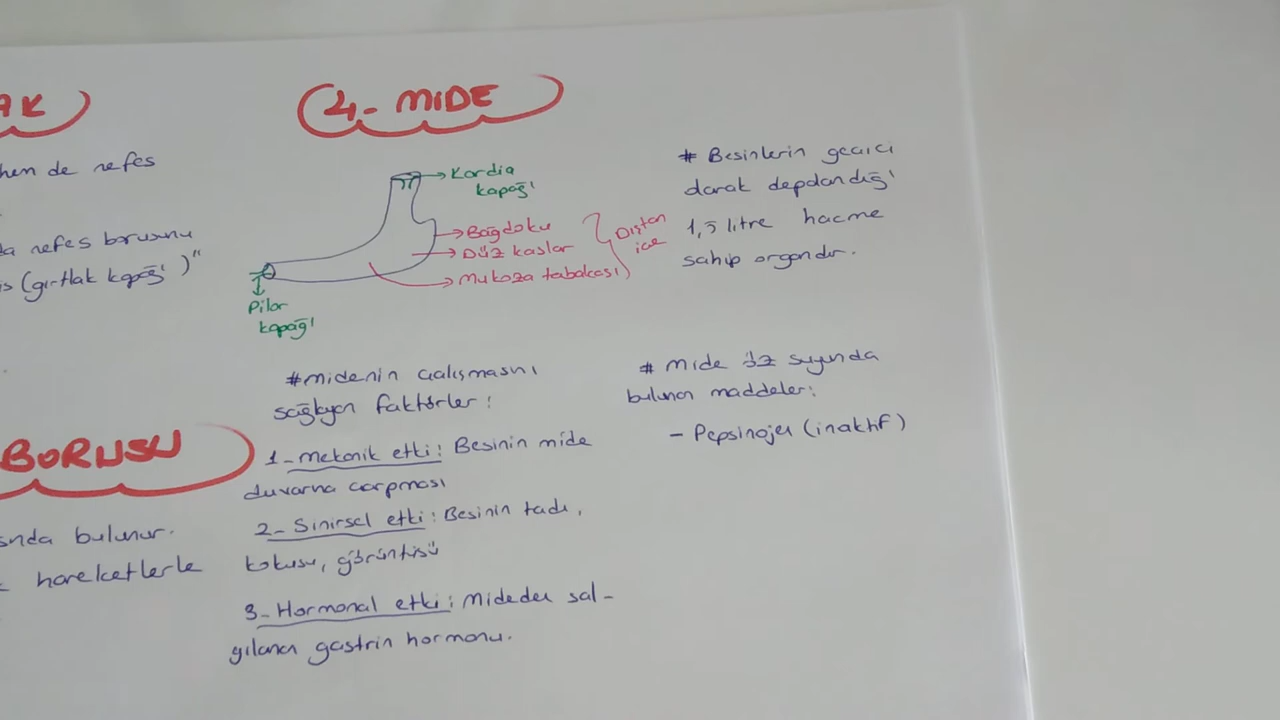 AK
hem de nefes
da nefes borusunu
is (gırtlak kapağı)"
BORUSU
sında bulunur.
hareketlerle
4- MİDE
Kardia
kapağı
Bağdoku
Düz kaslar
Mukoza tabakası
Dıştan
içe
Pilor
kapağı
# Besinlerin geçici
olarak depolandığı
1,5 litre hacme
sahip organdır.
#midenin çalışmasını
sağlayan faktörler:
1- mekanik etki: Besinin mide
duvarına çarpması
2- Sinirsel etki: Besinin tadı,
kokusu, görüntüsü
3- Hormonal etki: Mideden sal-
gılanan gastrin hormonu.
# mide öz suyunda
bulunan maddeler:
- Pepsinojen (inaktif)